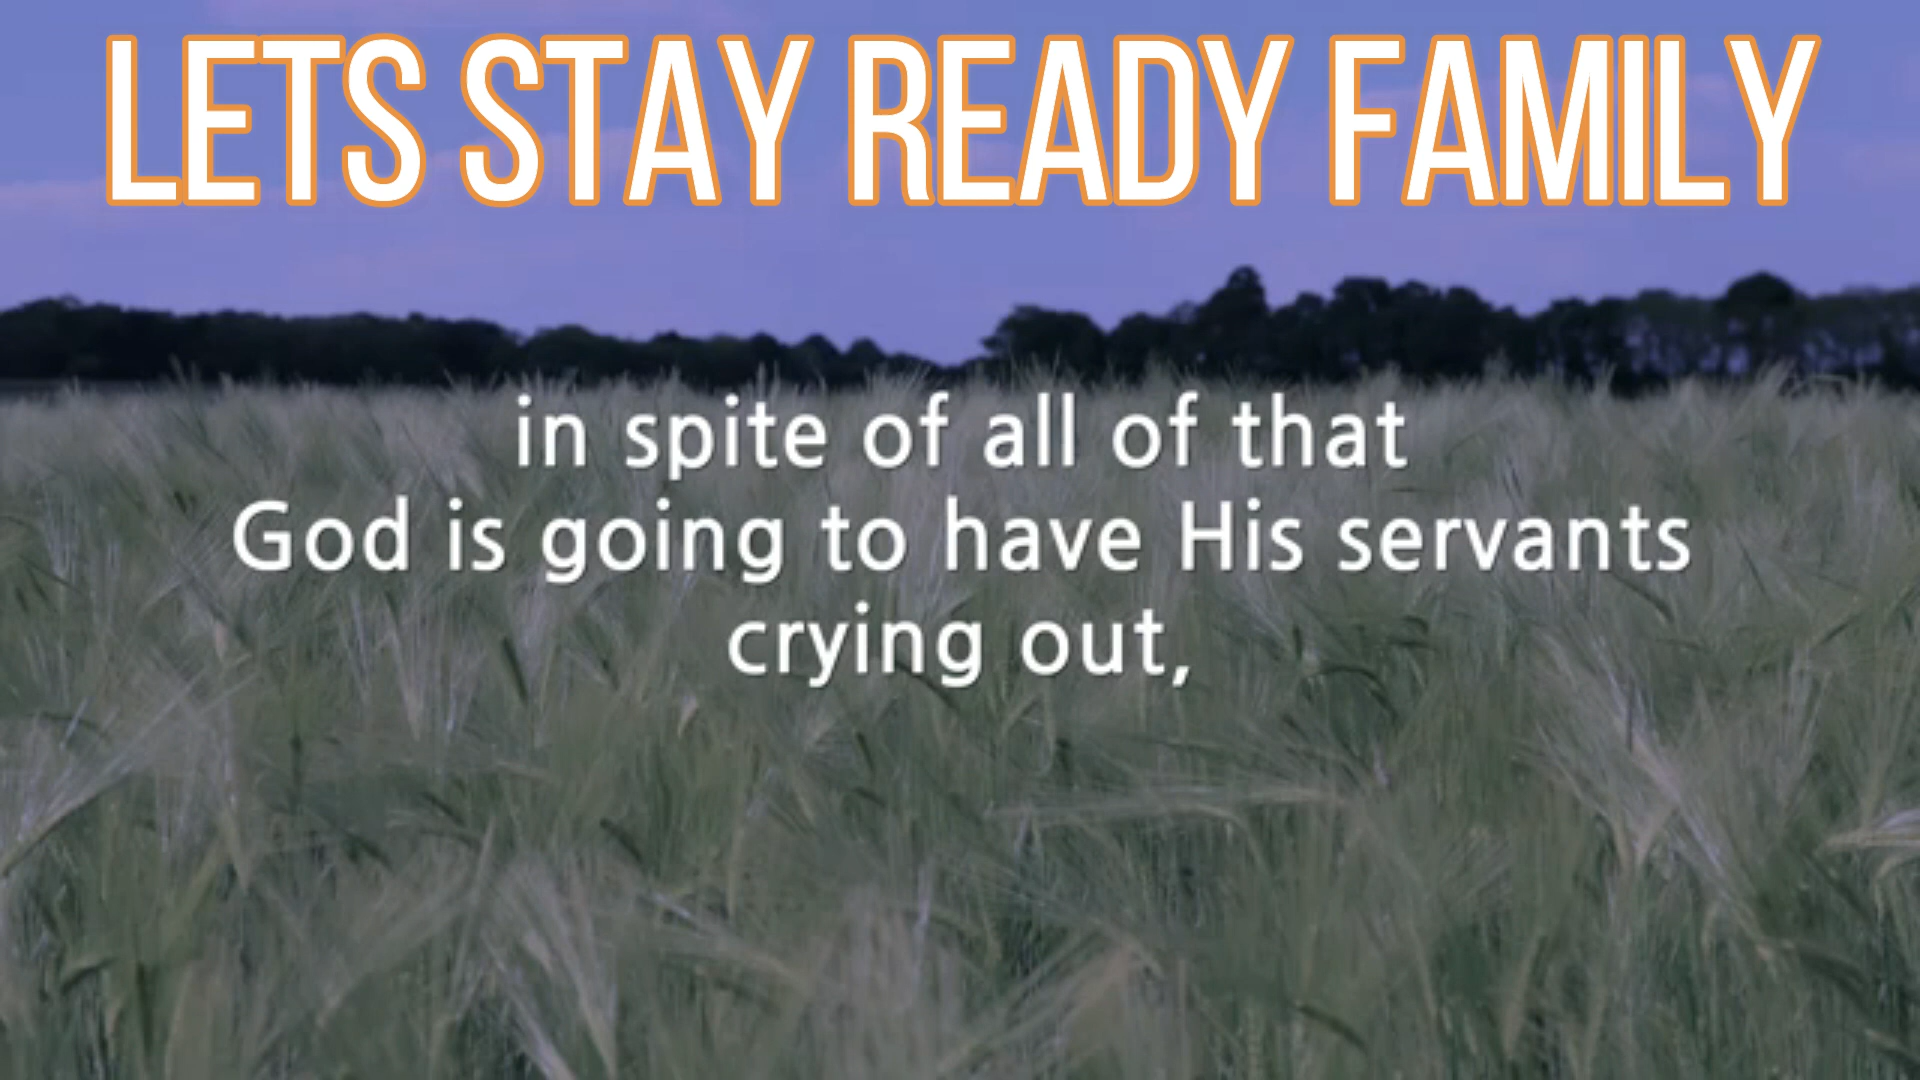 LETS STAY READY FAMILY
in spite of all of that
God is going to have His servants
crying out,